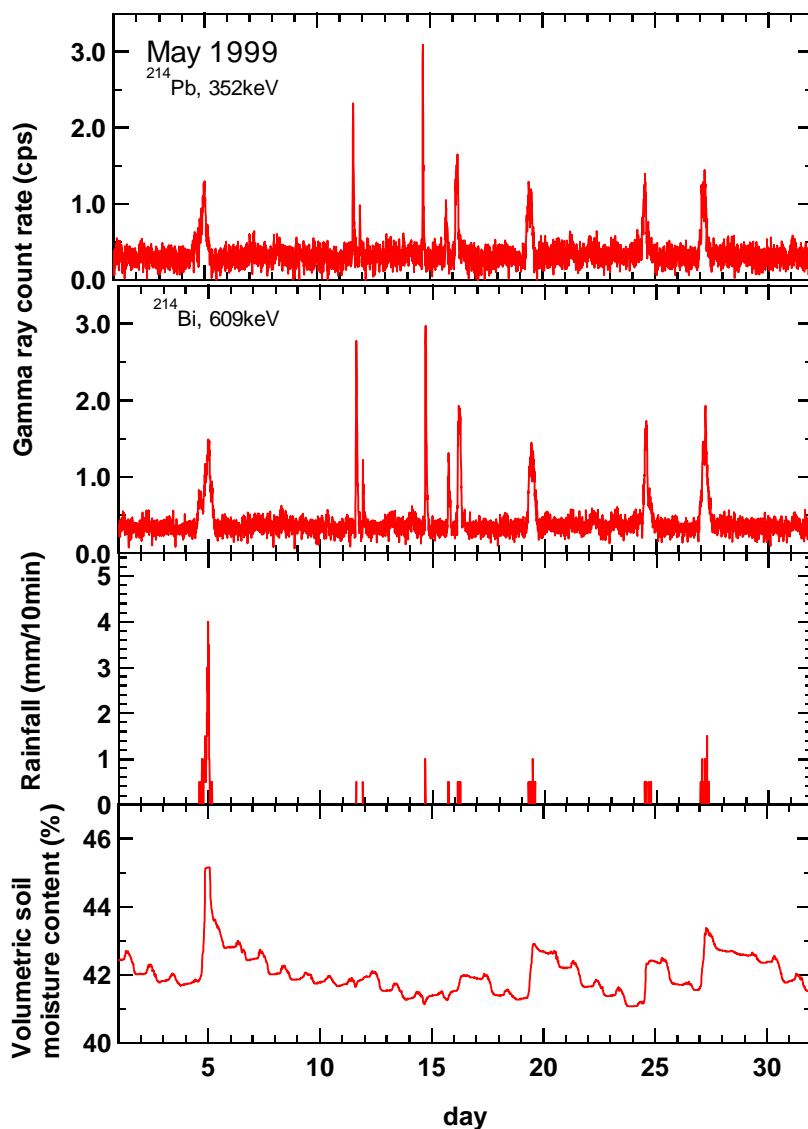 May 1999
214Pb, 352keV
3.0
2.0
1.0
0.0
Gamma ray count rate (cps)
214Bi, 609keV
3.0
2.0
1.0
0.0
Rainfall (mm/10min)
5
4
3
2
1
0
Volumetric soil
moisture content (%)
46
44
42
40
5 10 15 20 25 30
day